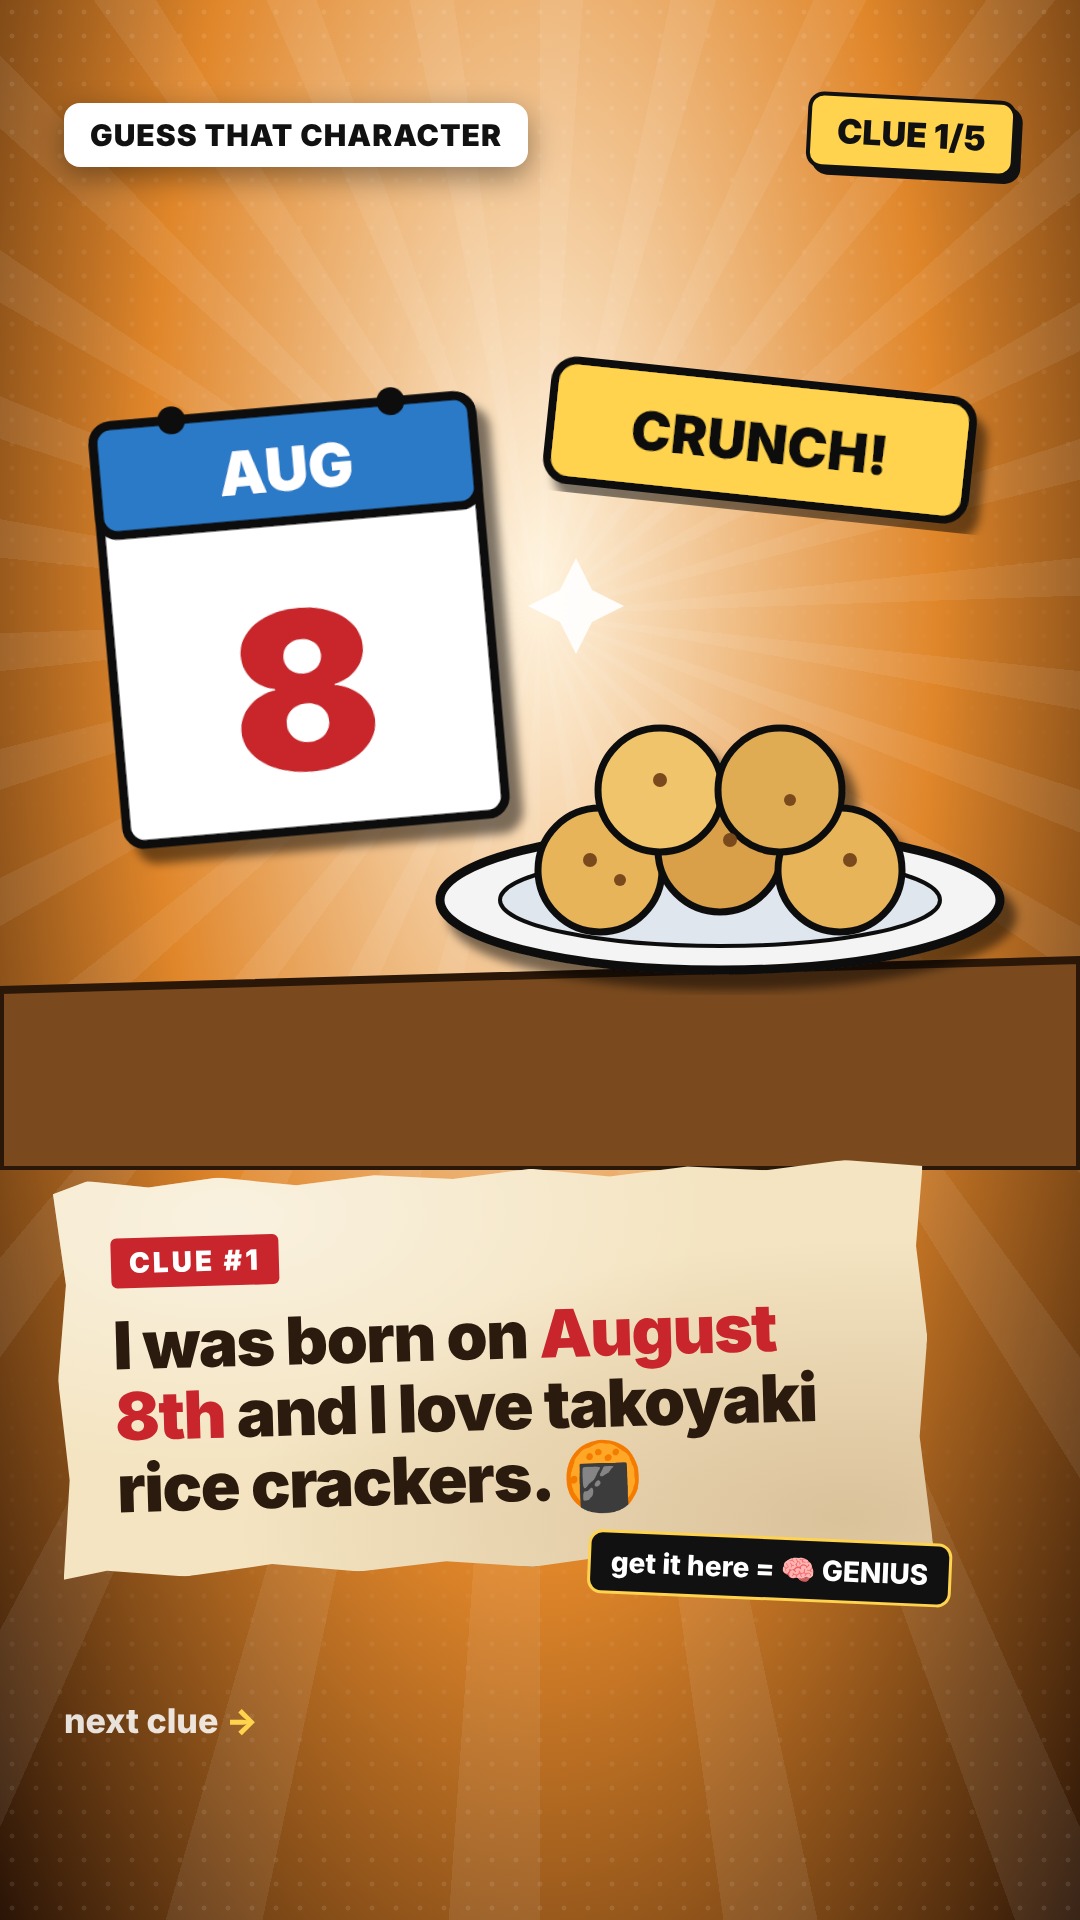 GUESS THAT CHARACTER
CLUE 1/5
AUG
8
CRUNCH!
CLUE #1
I was born on August
8th and I love takoyaki
rice crackers. 🍘
get it here = 🧠 GENIUS
next clue →